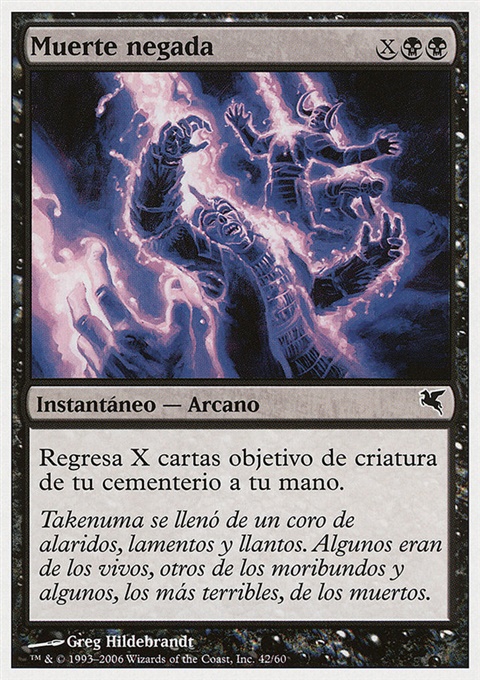 Muerte negada
X
Instantáneo — Arcano
Regresa X cartas objetivo de criatura
de tu cementerio a tu mano.
Takenuma se llenó de un coro de
alaridos, lamentos y llantos. Algunos eran
de los vivos, otros de los moribundos y
algunos, los más terribles, de los muertos.
Greg Hildebrandt
™ & © 1993–2006 Wizards of the Coast, Inc. 42/60